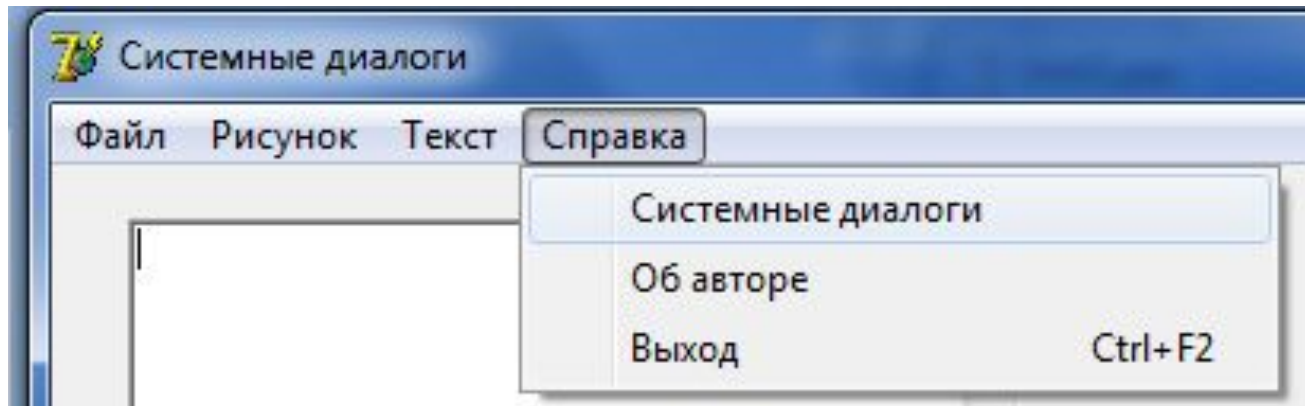 Системные диалоги
Файл Рисунок Текст Справка
Системные диалоги
Об авторе
Выход Ctrl+F2